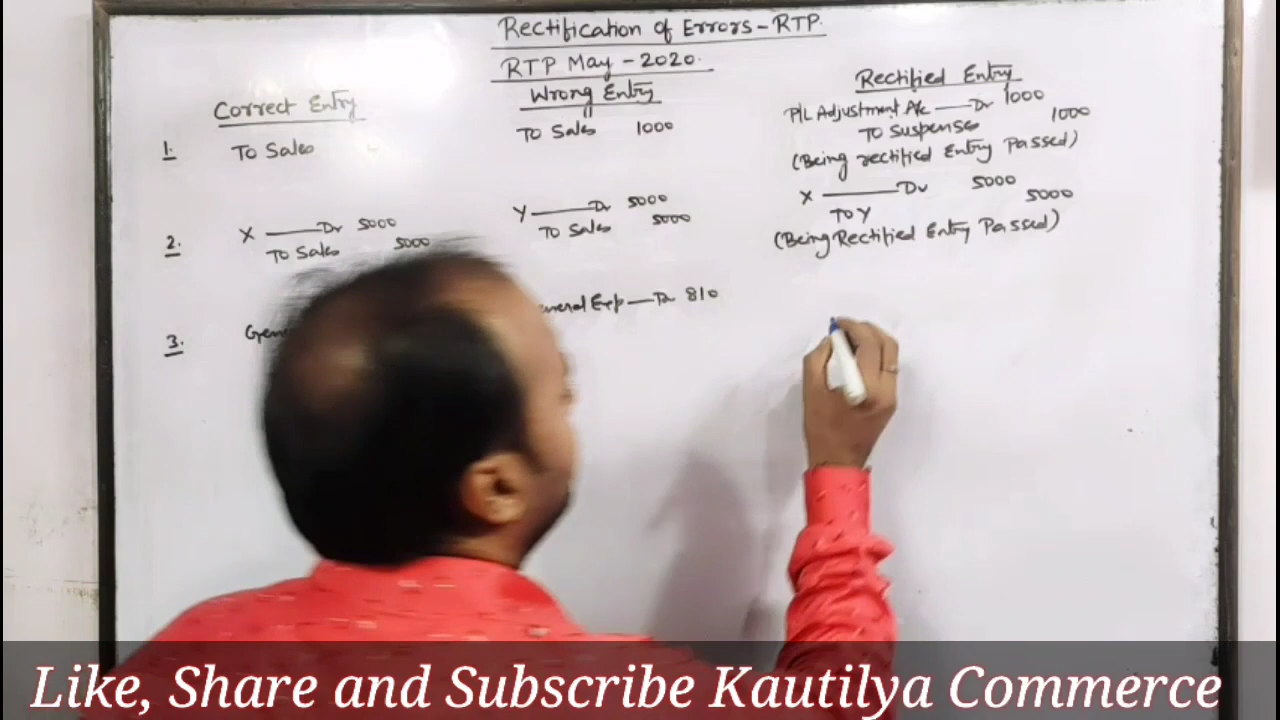 Rectification of Errors-RTP.
RTP May - 2020.
Correct Entry
Wrong Entry
Rectified Entry
1. To Sales
To Sales 1000
P/L Adjustment A/c ——Dr 1000
To Suspense 1000
(Being rectified Entry Passed)
2. X ——Dr 5000
To Sales 5000
Y ——Dr 5000
To Sales 5000
X ——Dr 5000
To Y 5000
(Being Rectified Entry Passed)
3.
Exp —Dr 810
Like, Share and Subscribe Kautilya Commerce